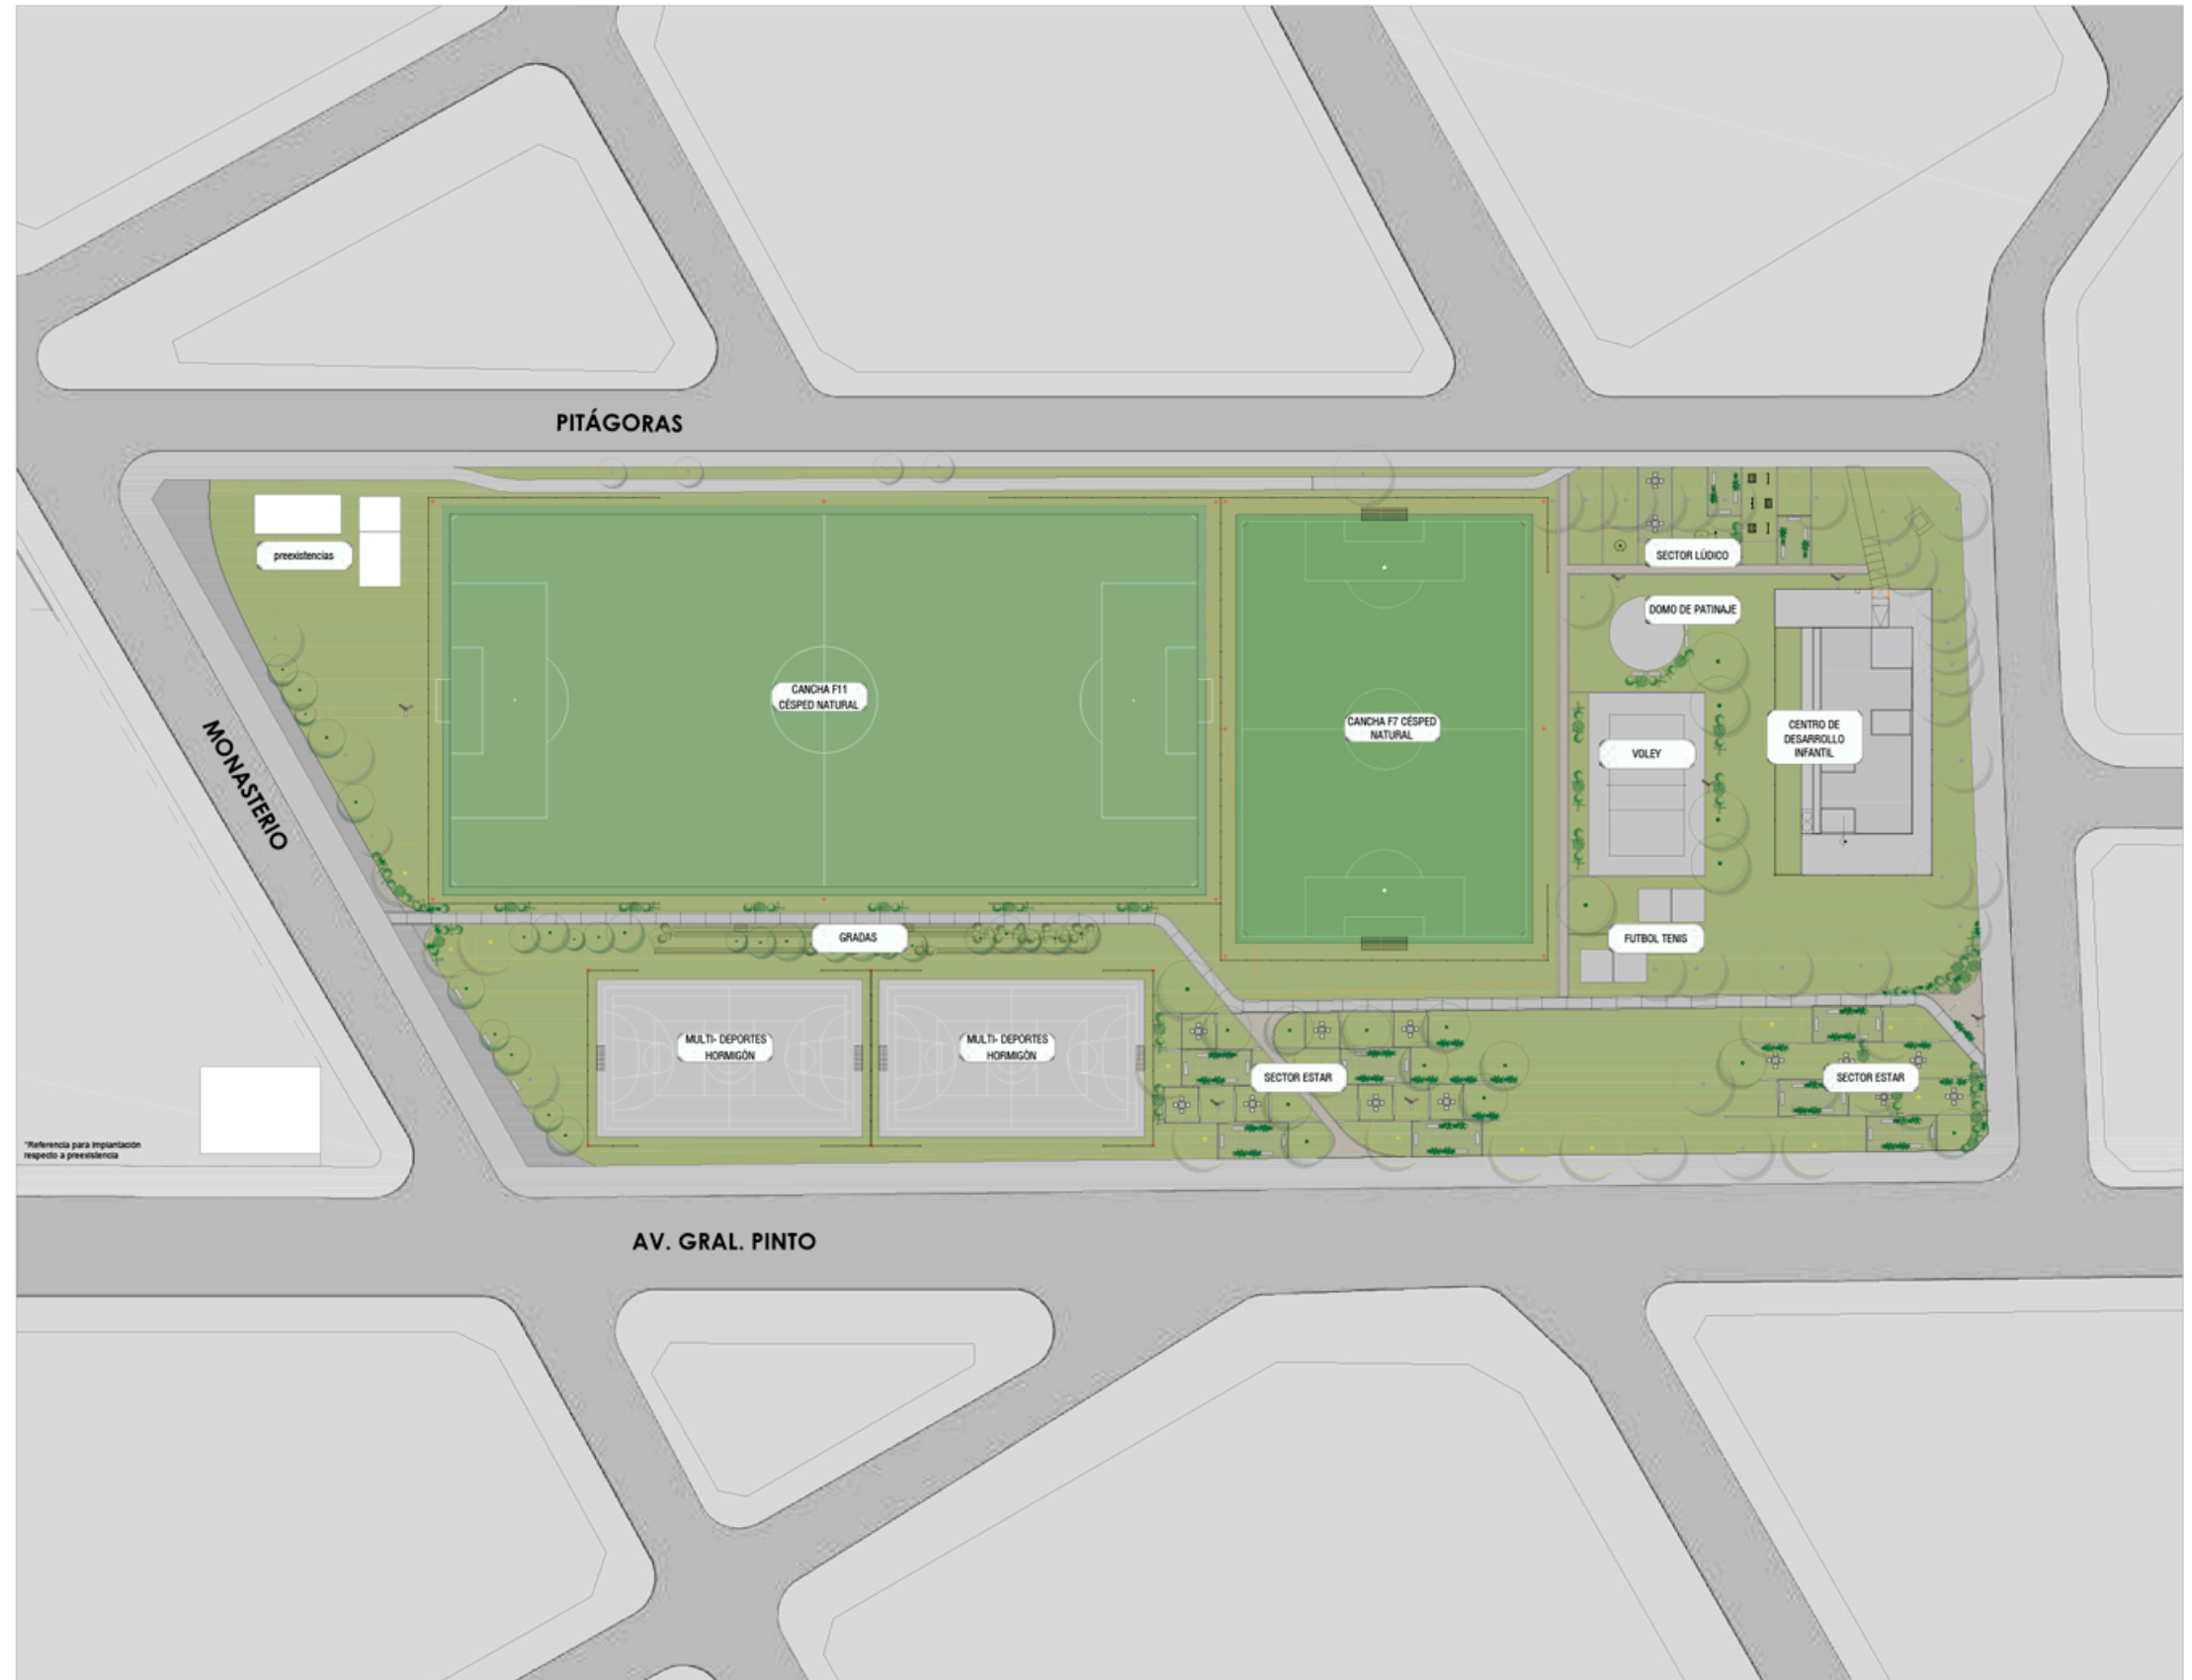 PITÁGORAS
preexistencias
SECTOR LÚDICO
DOMO DE PATINAJE
CANCHA F11
CÉSPED NATURAL
CANCHA F7 CÉSPED
NATURAL
VOLEY
CENTRO DE
DESARROLLO
INFANTIL
MONASTERIO
GRADAS
FUTBOL TENIS
MULTI- DEPORTES
HORMIGÓN
MULTI- DEPORTES
HORMIGÓN
SECTOR ESTAR
SECTOR ESTAR
*Referencia para implantación
respecto a preexistencia
AV. GRAL. PINTO